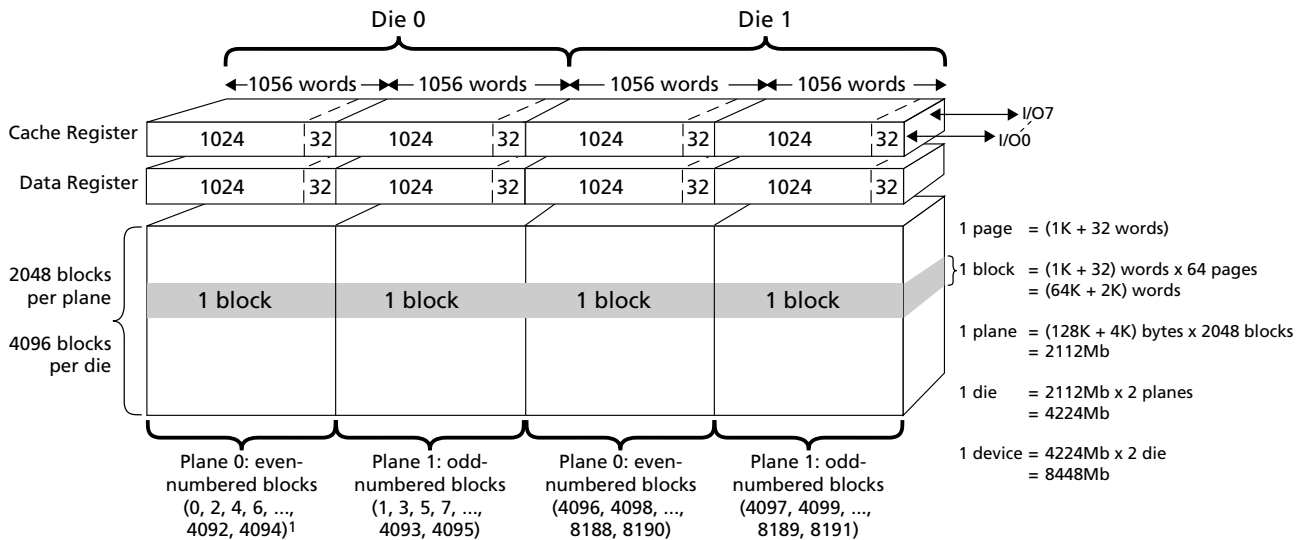 Die 0
Die 1
1056 words
1056 words
1056 words
1056 words
Cache Register
1024
32
1024
32
1024
32
1024
32
I/O7
I/O0
Data Register
1024
32
1024
32
1024
32
1024
32
2048 blocks
per plane
4096 blocks
per die
1 block
1 block
1 block
1 block
1 page = (1K + 32 words)
1 block = (1K + 32) words x 64 pages
= (64K + 2K) words
1 plane = (128K + 4K) bytes x 2048 blocks
= 2112Mb
1 die = 2112Mb x 2 planes
= 4224Mb
1 device = 4224Mb x 2 die
= 8448Mb
Plane 0: even-
numbered blocks
(0, 2, 4, 6, ...,
4092, 4094)1
Plane 1: odd-
numbered blocks
(1, 3, 5, 7, ...,
4093, 4095)
Plane 0: even-
numbered blocks
(4096, 4098, ...,
8188, 8190)
Plane 1: odd-
numbered blocks
(4097, 4099, ...,
8189, 8191)